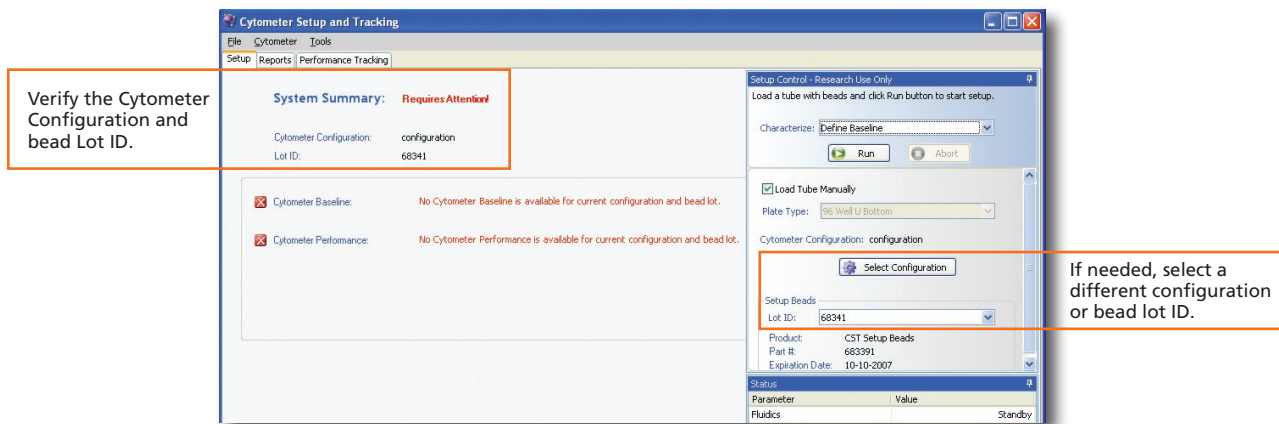 Cytometer Setup and Tracking
File Cytometer Tools
Setup Reports Performance Tracking
Verify the Cytometer
Configuration and
bead Lot ID.
System Summary: Requires Attention!
Cytometer Configuration: configuration
Lot ID: 68341
Cytometer Baseline: No Cytometer Baseline is available for current configuration and bead lot.
Cytometer Performance: No Cytometer Performance is available for current configuration and bead lot.
Setup Control - Research Use Only
Load a tube with beads and click Run button to start setup.
Characterize: Define Baseline
Run Abort
Load Tube Manually
Plate Type: 96 Well U Bottom
Cytometer Configuration: configuration
Select Configuration
Setup Beads
Lot ID: 68341
Product: CST Setup Beads
Part #: 683391
Expiration Date: 10-10-2007
If needed, select a
different configuration
or bead lot ID.
Status
Parameter Value
Fluidics Standby